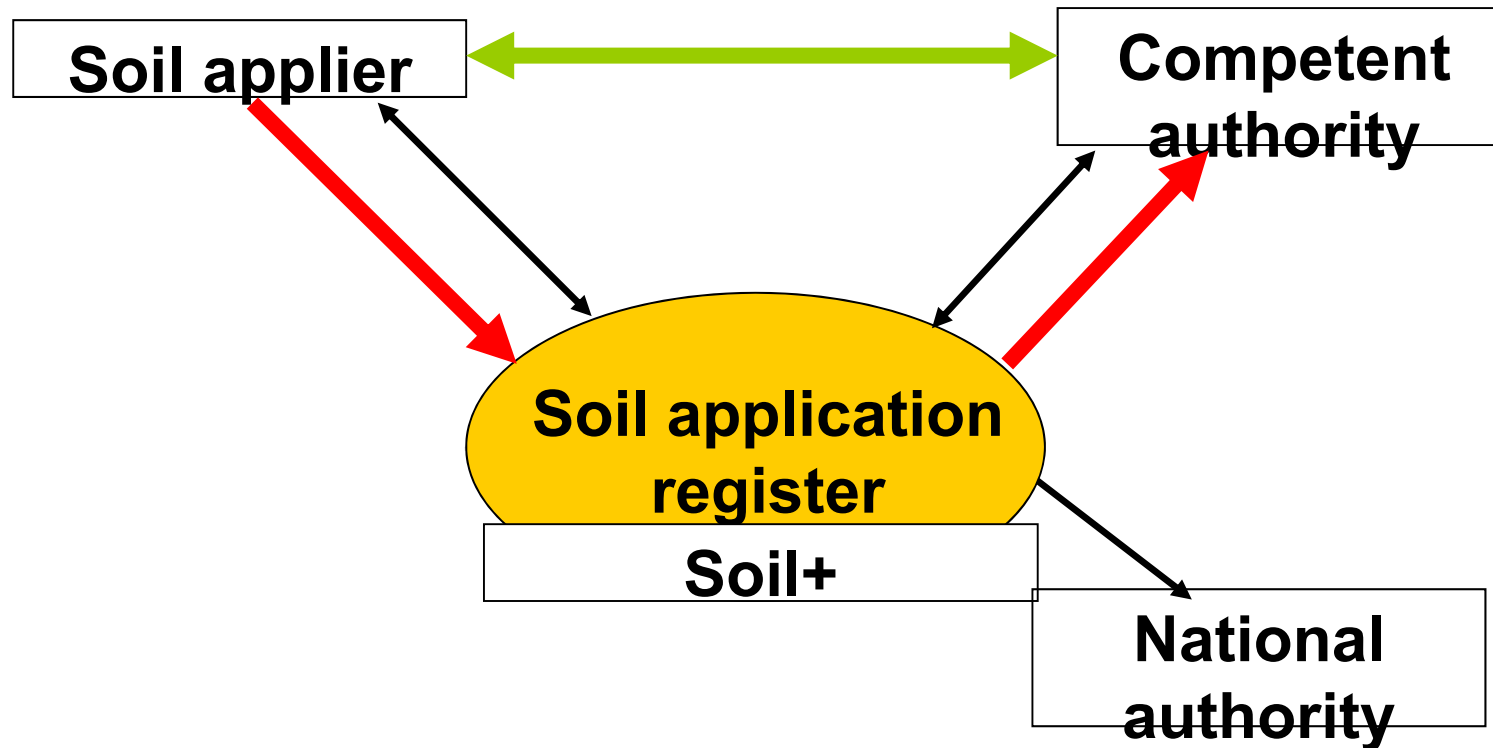 Soil applier
Competent
authority
Soil application
register
Soil+
National
authority